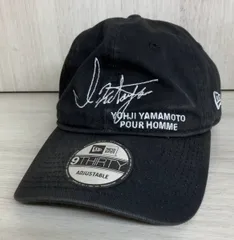 YOHJI YAMAMOTO
POUR HOMME
NEW ERA
9THIRTY
ADJUSTABLE